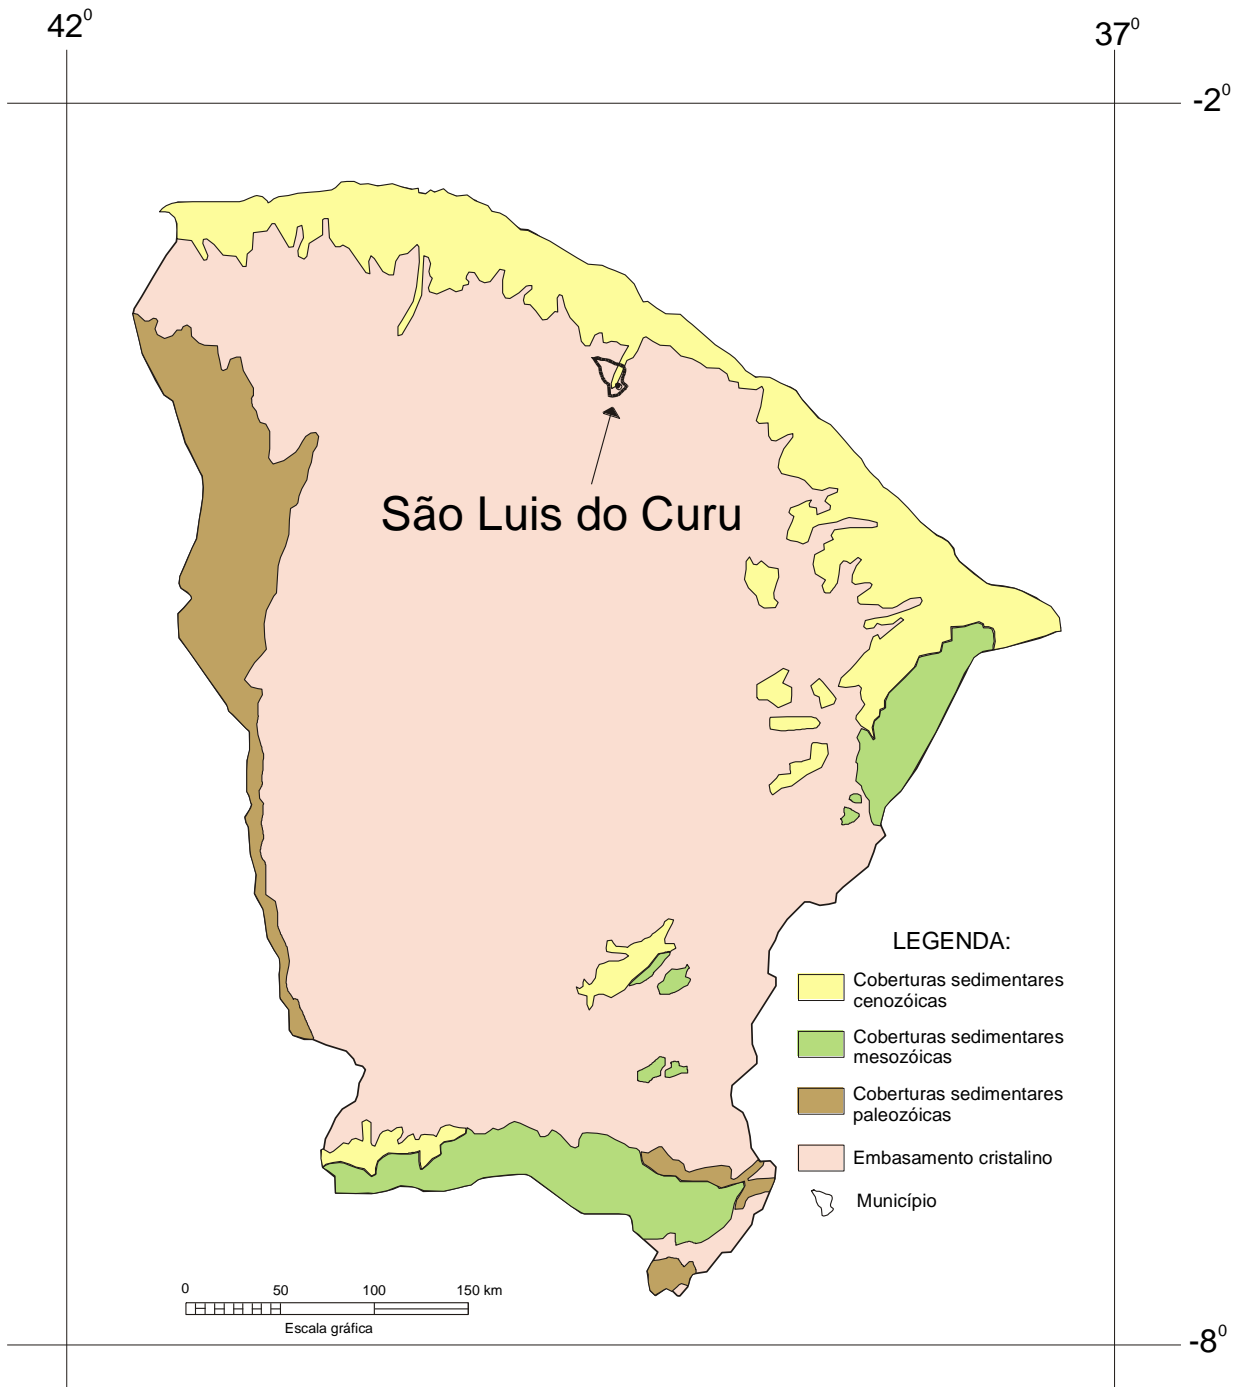 42⁰
37⁰
-2⁰
São Luis do Curu
LEGENDA:
Coberturas sedimentares
cenozóicas
Coberturas sedimentares
mesozóicas
Coberturas sedimentares
paleozóicas
Embasamento cristalino
Município
0 50 100 150 km
Escala gráfica
-8⁰